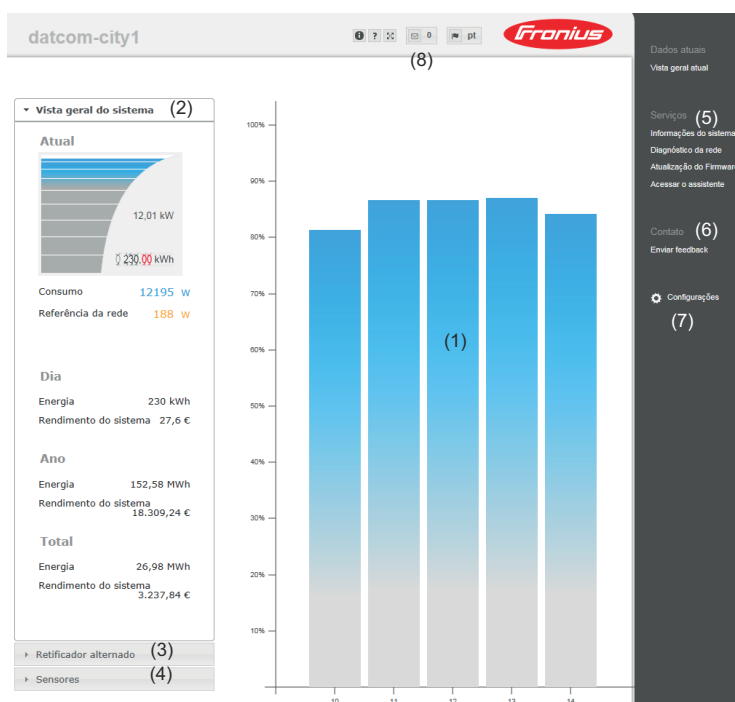 datcom-city1
? 0 pt
Fronius
(8)
Dados atuais
Vista geral atual
Serviços (5)
Informações do sistema
Diagnóstico da rede
Atualização do Firmware
Acessar o assistente
Contato (6)
Enviar feedback
Configurações
(7)
Vista geral do sistema (2)
Atual
12,01 kW
230.00 kWh
Consumo 12195 W
Referência da rede 188 W
Dia
Energia 230 kWh
Rendimento do sistema 27,6 €
Ano
Energia 152,58 MWh
Rendimento do sistema
18.309,24 €
Total
Energia 26,98 MWh
Rendimento do sistema
3.237,84 €
Retificador alternado (3)
Sensores (4)
100%
90%
80%
70%
60%
(1)
50%
40%
30%
20%
10%
10 11 12 13 14